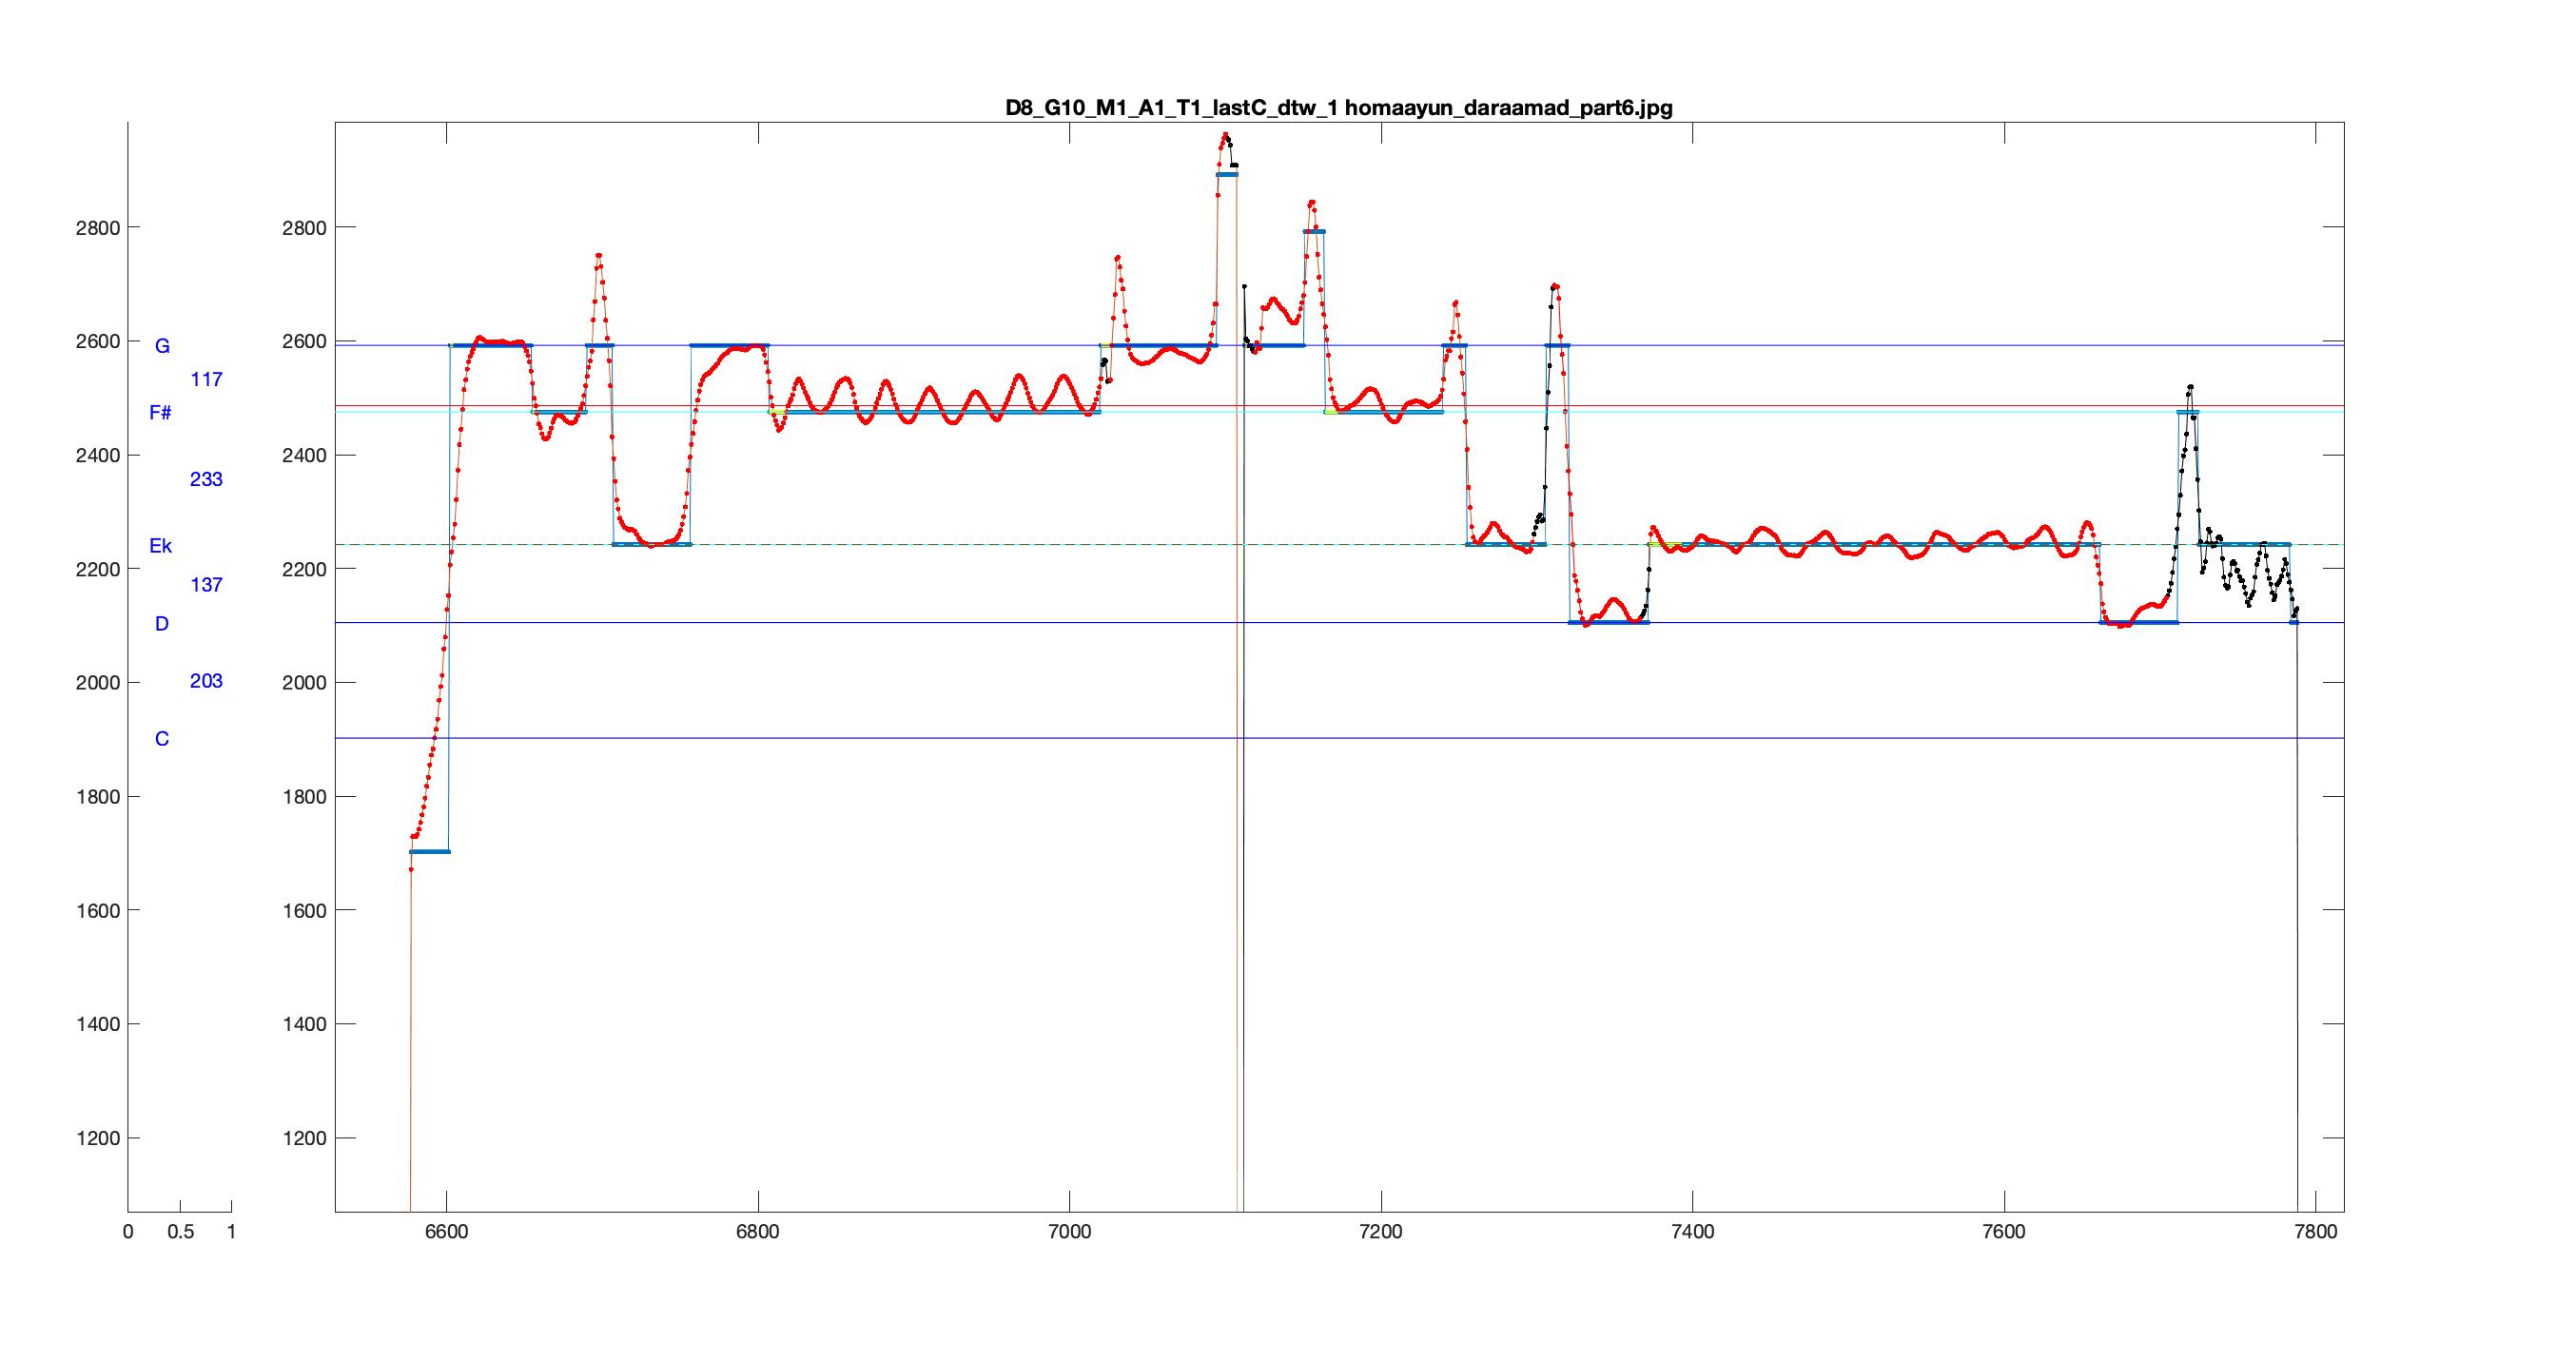 D8_G10_M1_A1_T1_lastC_dtw_1 homaayun_daraamad_part6.jpg
2800 2800
2600 G 2600
117
F#
2400 2400
233
Ek
2200 2200
137
D
2000 203 2000
C
1800 1800
1600 1600
1400 1400
1200 1200
0 0.5 1 6600 6800 7000 7200 7400 7600 7800